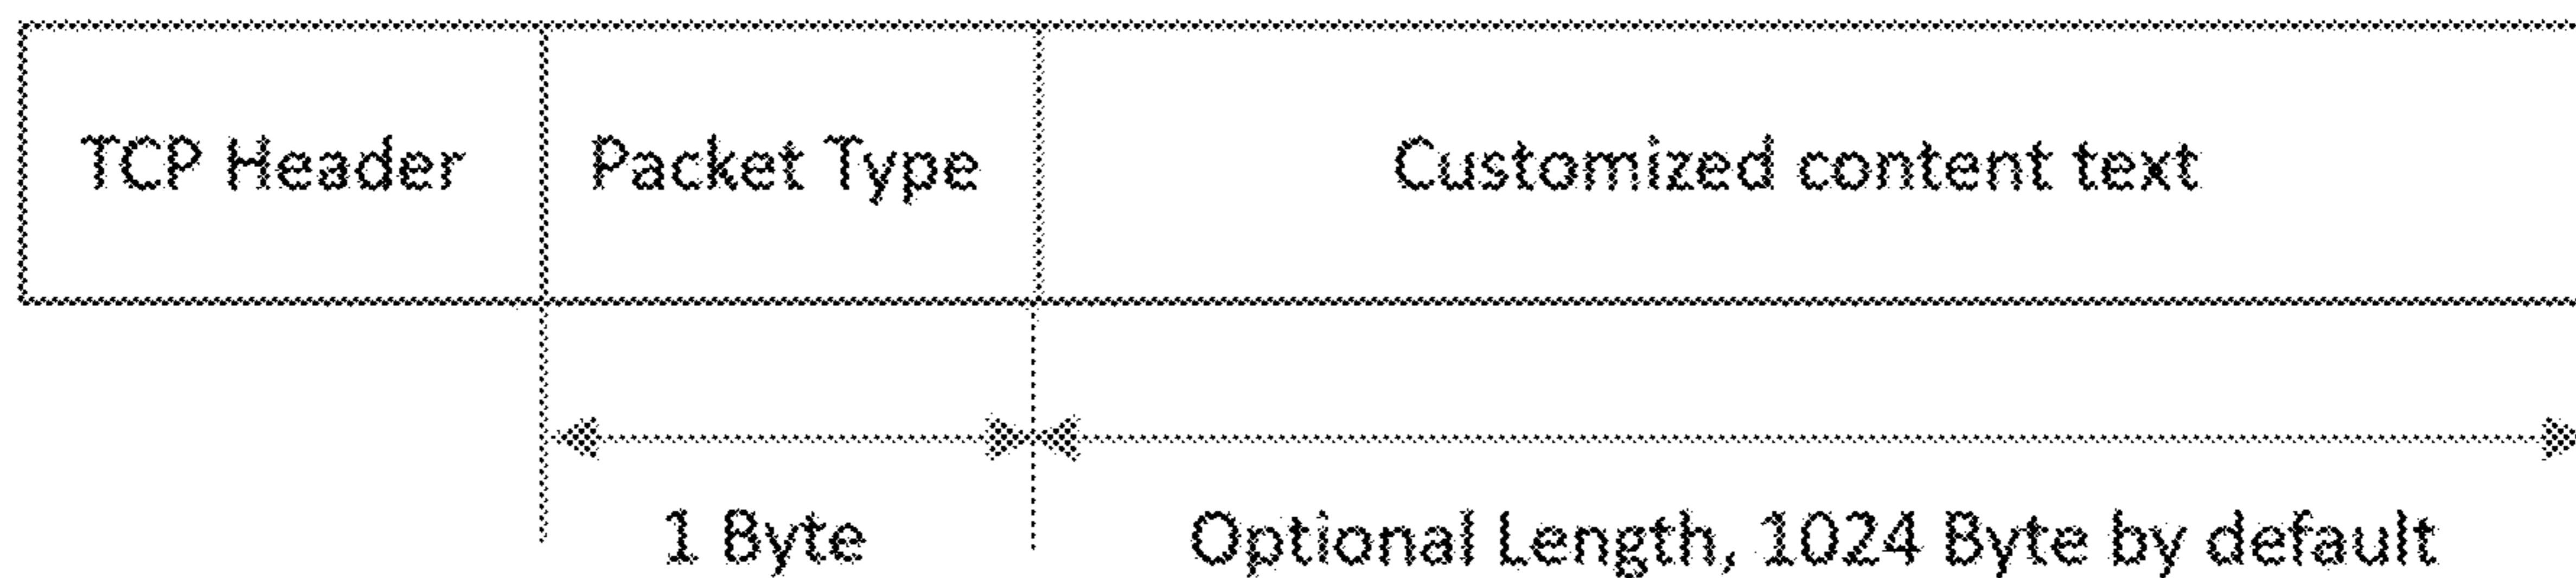 TCP Header Packet Type Customized content text
1 Byte Optional Length, 1024 Byte by default